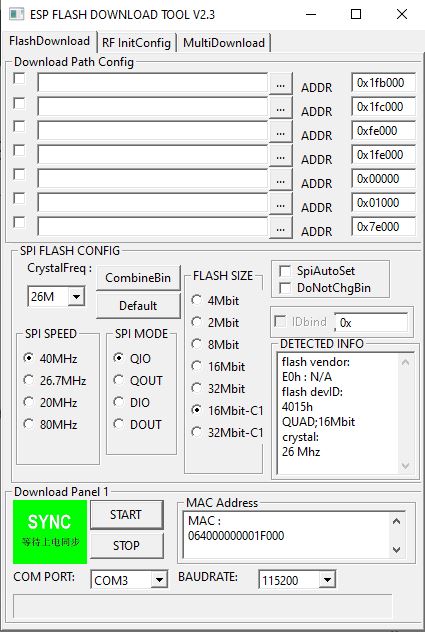 ESP FLASH DOWNLOAD TOOL V2.3
FlashDownload RF InitConfig MultiDownload
Download Path Config
... ADDR 0x1fb000
... ADDR 0x1fc000
... ADDR 0xfe000
... ADDR 0x1fe000
... ADDR 0x00000
... ADDR 0x01000
... ADDR 0x7e000
SPI FLASH CONFIG
CrystalFreq :
26M
CombineBin
Default
SPI SPEED
40MHz
26.7MHz
20MHz
80MHz
SPI MODE
QIO
QOUT
DIO
DOUT
FLASH SIZE
4Mbit
2Mbit
8Mbit
16Mbit
32Mbit
16Mbit-C1
32Mbit-C1
SpiAutoSet
DoNotChgBin
IDbind 0x
DETECTED INFO
flash vendor:
E0h : N/A
flash devID:
4015h
QUAD;16Mbit
crystal:
26 Mhz
Download Panel 1
SYNC
等待上电同步
START
STOP
MAC Address
MAC :
064000000001F000
COM PORT: COM3 BAUDRATE: 115200